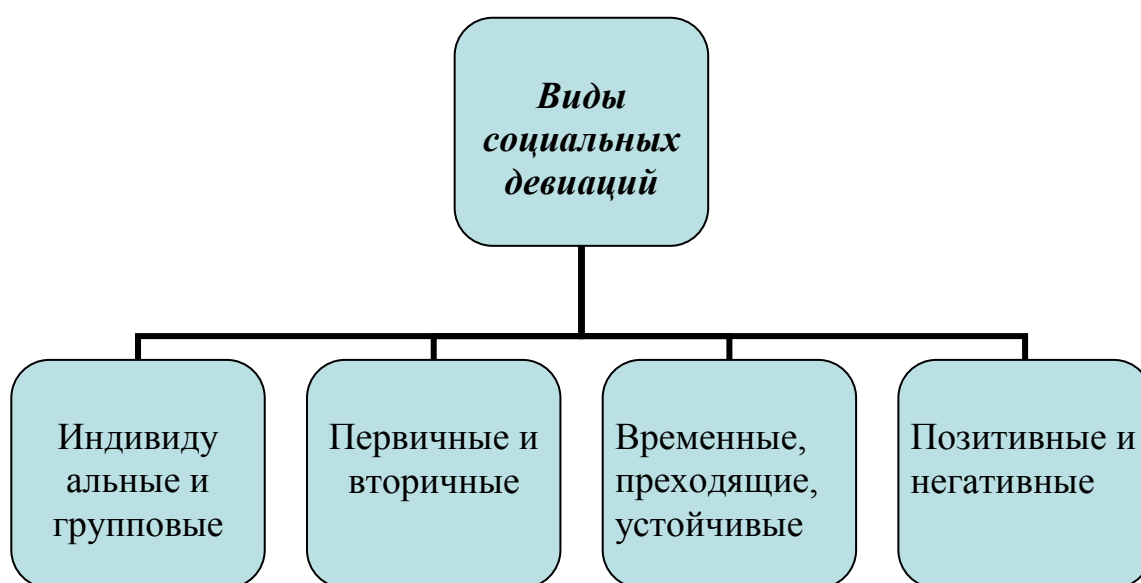 Виды
социальных
девиаций
Индивиду
альные и
групповые
Первичные и
вторичные
Временные,
преходящие,
устойчивые
Позитивные и
негативные